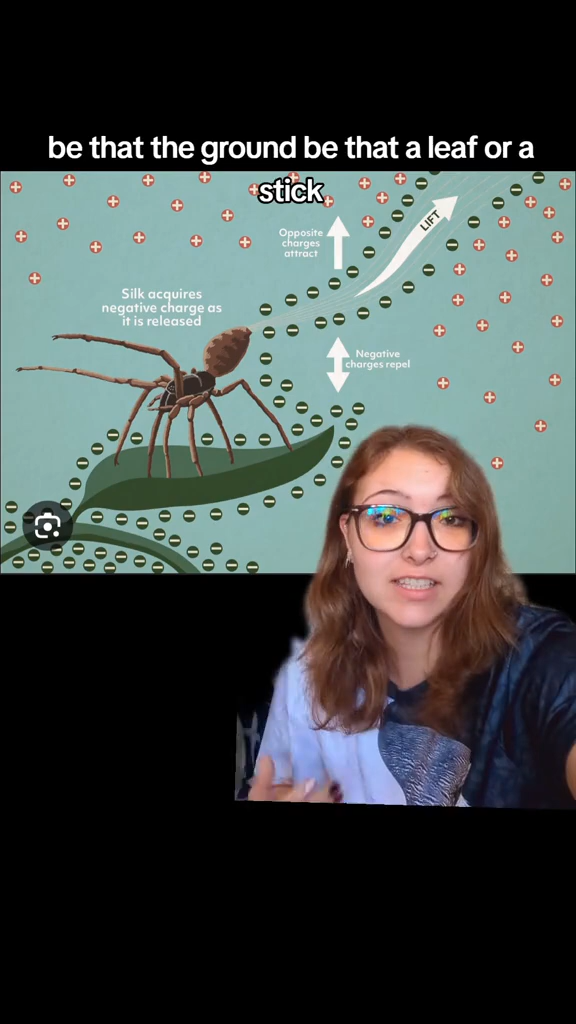 be that the ground be that a leaf or a
stick
Opposite
charges
attract
LIFT
Silk acquires
negative charge as
it is released
Negative
charges repel